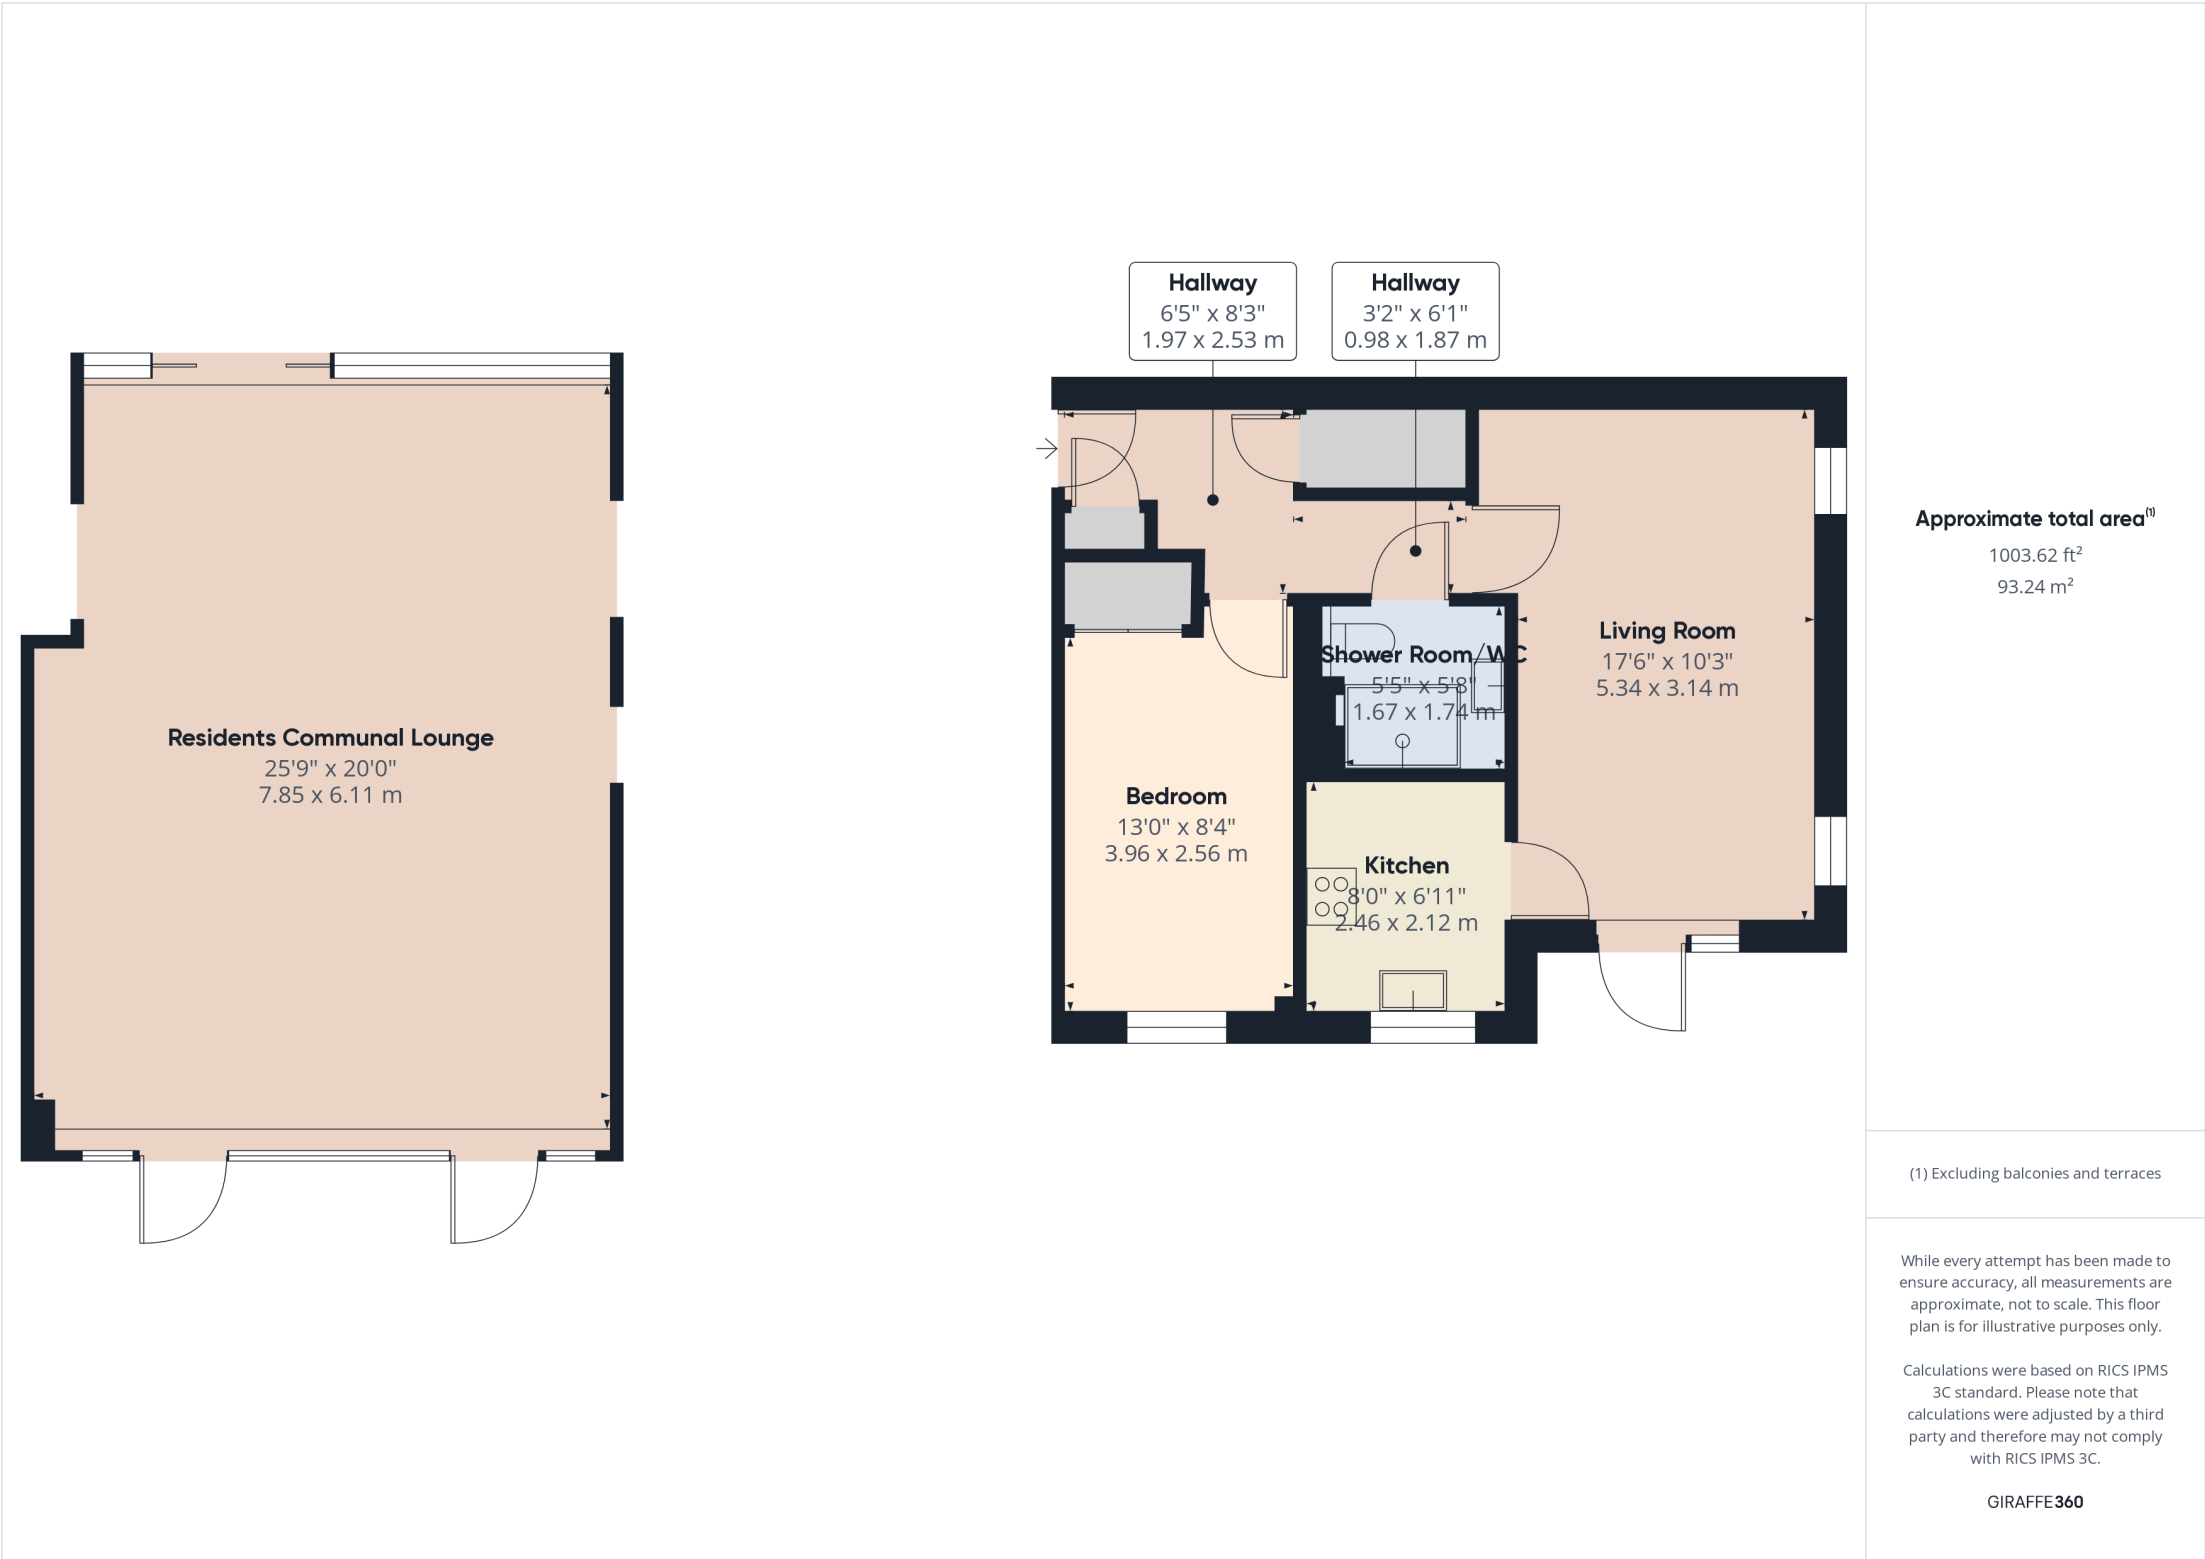 Hallway
6'5" x 8'3"
1.97 x 2.53 m
Hallway
3'2" x 6'1"
0.98 x 1.87 m
Residents Communal Lounge
25'9" x 20'0"
7.85 x 6.11 m
Living Room
17'6" x 10'3"
5.34 x 3.14 m
Shower Room/WC
5'5" x 5'8"
1.67 x 1.74 m
Bedroom
13'0" x 8'4"
3.96 x 2.56 m
Kitchen
8'0" x 6'11"
2.46 x 2.12 m
Approximate total area(1)
1003.62 ft²
93.24 m²
(1) Excluding balconies and terraces
While every attempt has been made to
ensure accuracy, all measurements are
approximate, not to scale. This floor
plan is for illustrative purposes only.
Calculations were based on RICS IPMS
3C standard. Please note that
calculations were adjusted by a third
party and therefore may not comply
with RICS IPMS 3C.
GIRAFFE360